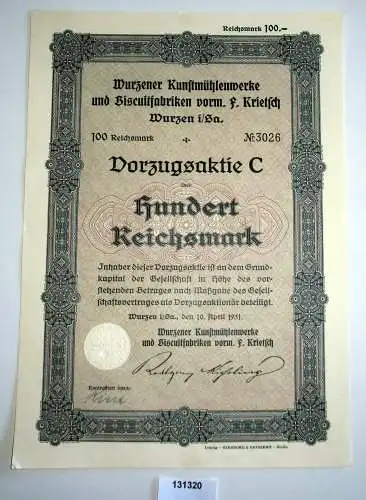 Reichsmark 100.—
Wurzener Kunstmühlenwerke
und Biscuitfabriken vorm. F. Krietsch
Wurzen i/Sa.
100 Reichsmark
№ 3026
Vorzugsaktie C
über
Hundert
Reichsmark
Inhaber dieser Vorzugsaktie ist an dem Grund-
kapital der Gesellschaft in Höhe des vor-
stehenden Betrages nach Maßgabe des Gesell-
schaftsvertrages als Vorzugsaktionär beteiligt.
Wurzen i.Sa., den 10. April 1931.
Wurzener Kunstmühlenwerke
und Biscuitfabriken vorm. F. Krietsch
131320